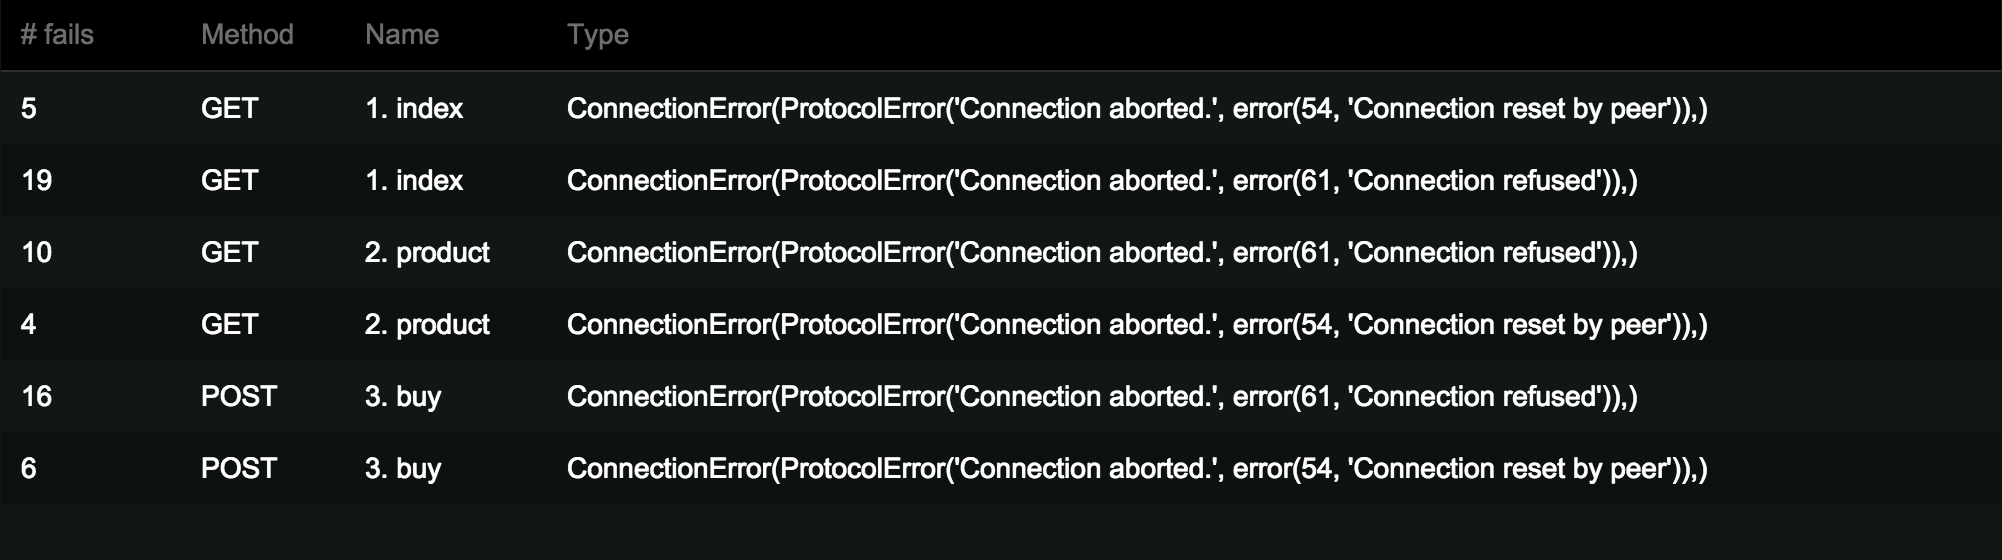 # fails Method Name Type
5 GET 1. index ConnectionError(ProtocolError('Connection aborted.', error(54, 'Connection reset by peer')),)
19 GET 1. index ConnectionError(ProtocolError('Connection aborted.', error(61, 'Connection refused')),)
10 GET 2. product ConnectionError(ProtocolError('Connection aborted.', error(61, 'Connection refused')),)
4 GET 2. product ConnectionError(ProtocolError('Connection aborted.', error(54, 'Connection reset by peer')),)
16 POST 3. buy ConnectionError(ProtocolError('Connection aborted.', error(61, 'Connection refused')),)
6 POST 3. buy ConnectionError(ProtocolError('Connection aborted.', error(54, 'Connection reset by peer')),)